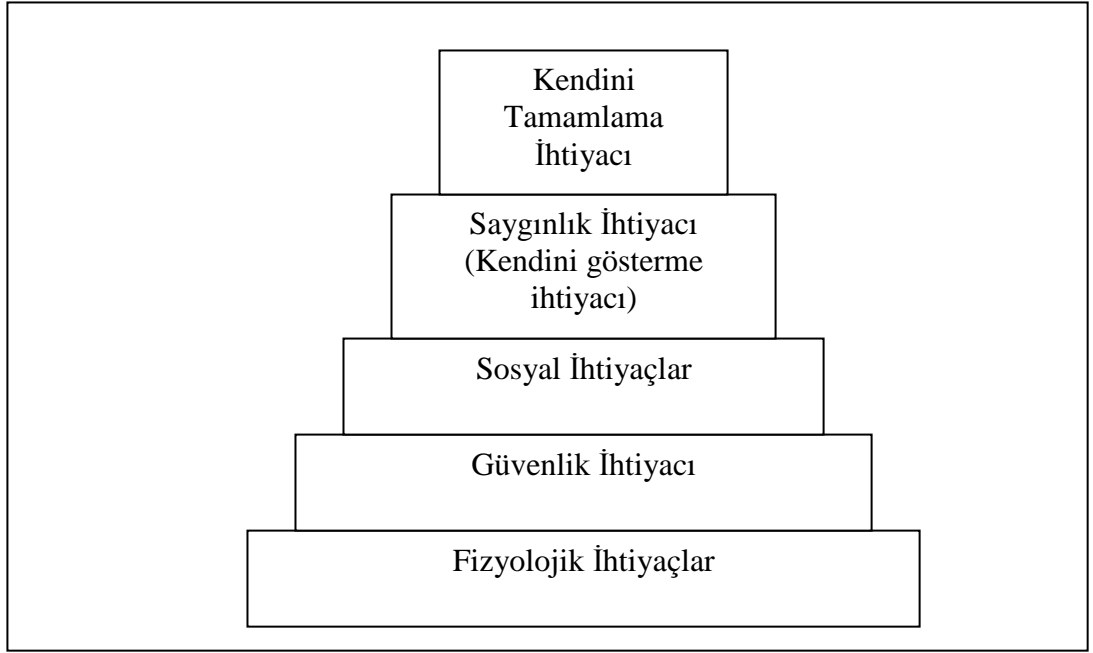 Kendini
Tamamlama
İhtiyacı
Saygınlık İhtiyacı
(Kendini gösterme
ihtiyacı)
Sosyal İhtiyaçlar
Güvenlik İhtiyacı
Fizyolojik İhtiyaçlar